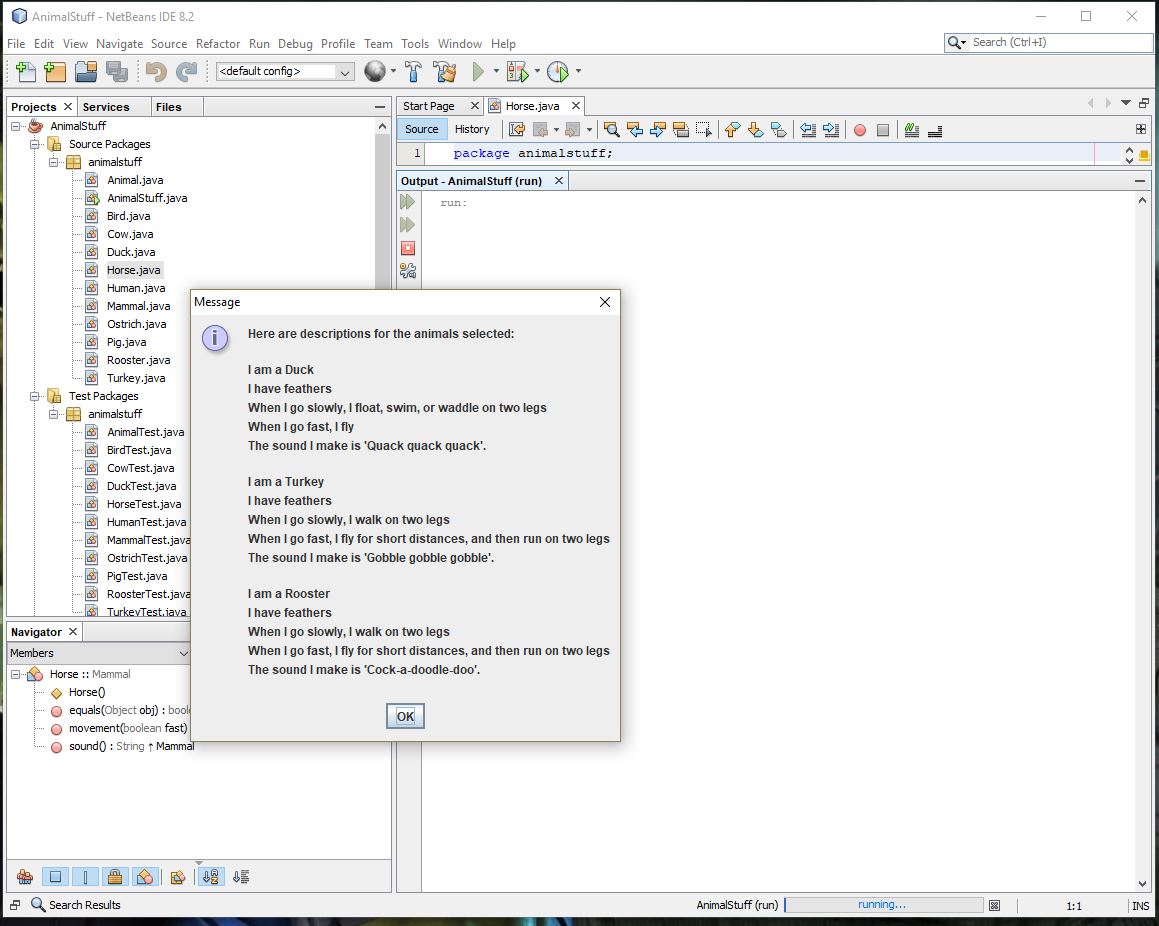 AnimalStuff - NetBeans IDE 8.2
File Edit View Navigate Source Refactor Run Debug Profile Team Tools Window Help
Search (Ctrl+I)
<default config>
Projects Services Files
AnimalStuff
Source Packages
animalstuff
Animal.java
AnimalStuff.java
Bird.java
Cow.java
Duck.java
Horse.java
Human.java
Mammal.java
Ostrich.java
Pig.java
Rooster.java
Turkey.java
Test Packages
animalstuff
AnimalTest.java
BirdTest.java
CowTest.java
DuckTest.java
HorseTest.java
HumanTest.java
MammalTest.java
OstrichTest.java
PigTest.java
RoosterTest.java
TurkeyTest.java
Navigator
Members
Horse :: Mammal
Horse()
equals(Object obj) : bool
movement(boolean fast)
sound() : String ↑ Mammal
Start Page Horse.java
Source History
1 package animalstuff;
Output - AnimalStuff (run)
run:
Message
Here are descriptions for the animals selected:
I am a Duck
I have feathers
When I go slowly, I float, swim, or waddle on two legs
When I go fast, I fly
The sound I make is 'Quack quack quack'.
I am a Turkey
I have feathers
When I go slowly, I walk on two legs
When I go fast, I fly for short distances, and then run on two legs
The sound I make is 'Gobble gobble gobble'.
I am a Rooster
I have feathers
When I go slowly, I walk on two legs
When I go fast, I fly for short distances, and then run on two legs
The sound I make is 'Cock-a-doodle-doo'.
OK
Search Results
AnimalStuff (run) running... 1:1 INS